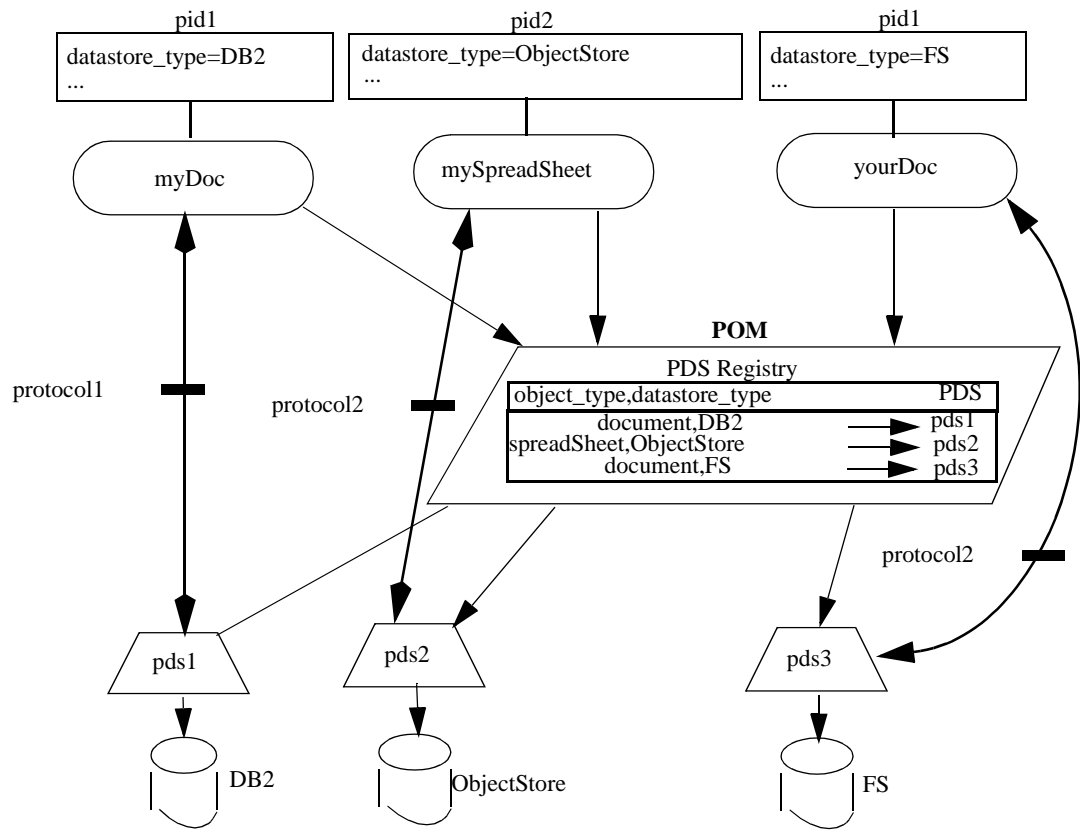 pid1
pid2
pid1
datastore_type=DB2
...
datastore_type=ObjectStore
...
datastore_type=FS
...
myDoc
mySpreadSheet
yourDoc
POM
PDS Registry
object_type,datastore_type PDS
document,DB2 pds1
spreadSheet,ObjectStore pds2
document,FS pds3
protocol1
protocol2
protocol2
pds1
pds2
pds3
DB2
ObjectStore
FS